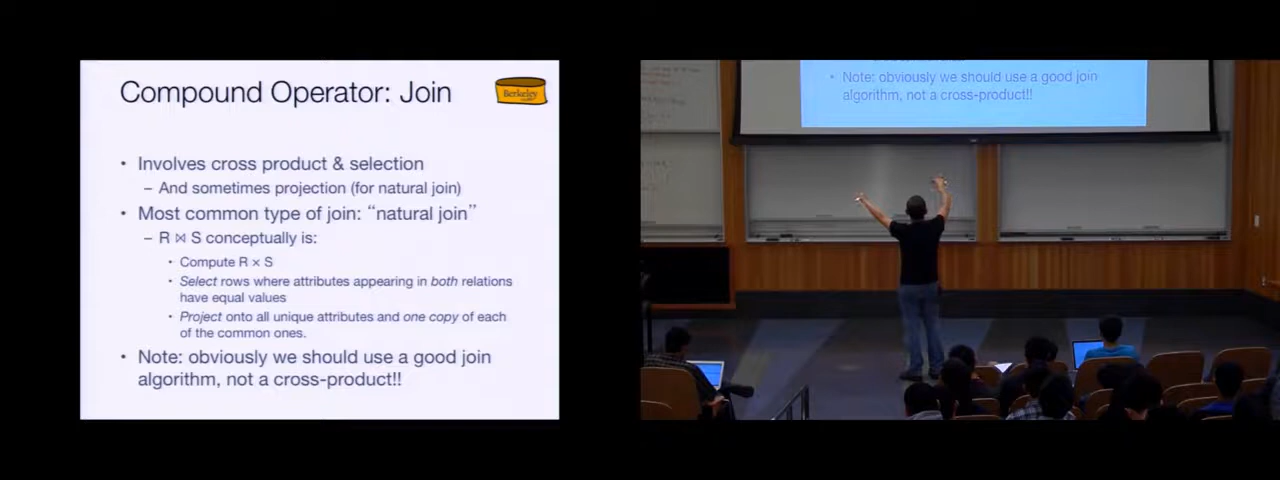 Compound Operator: Join
Berkeley
• Involves cross product & selection
– And sometimes projection (for natural join)
• Most common type of join: “natural join”
– R ⋈ S conceptually is:
• Compute R × S
• Select rows where attributes appearing in both relations
have equal values
• Project onto all unique attributes and one copy of each
of the common ones.
• Note: obviously we should use a good join
algorithm, not a cross-product!!
• Note: obviously we should use a good join
algorithm, not a cross-product!!